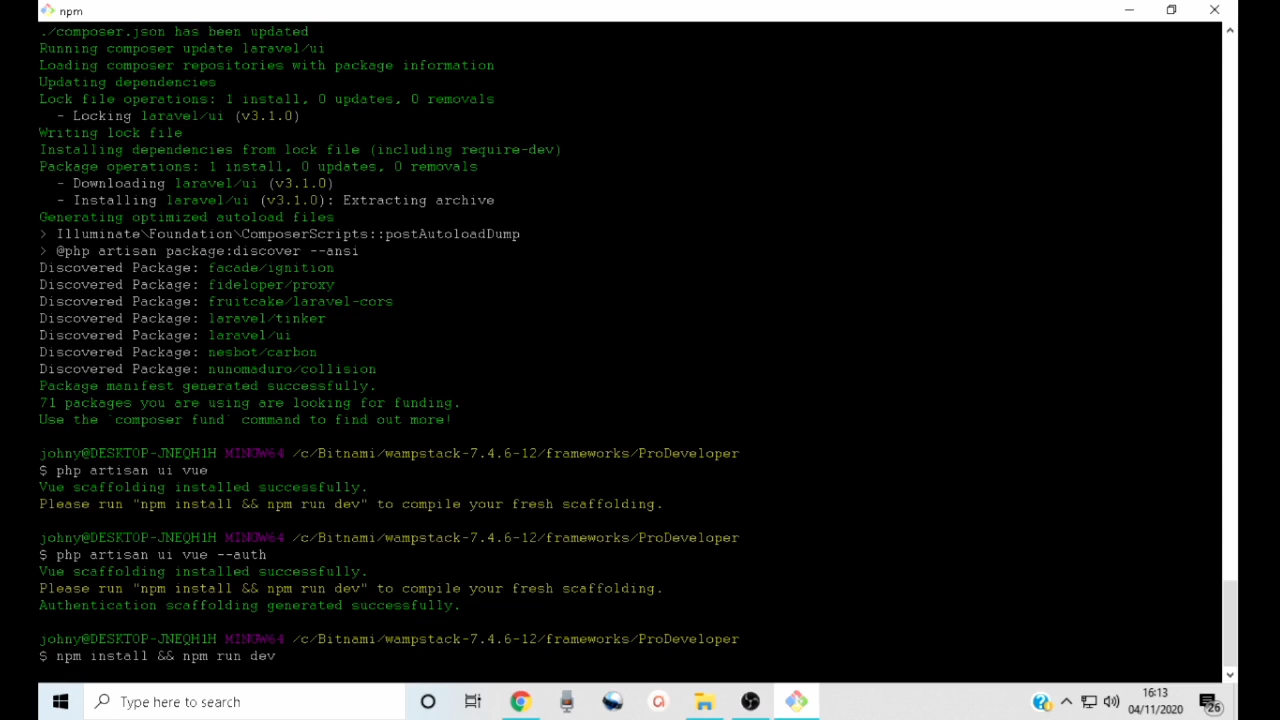 npm
./composer.json has been updated
Running composer update laravel/ui
Loading composer repositories with package information
Updating dependencies
Lock file operations: 1 install, 0 updates, 0 removals
- Locking laravel/ui (v3.1.0)
Writing lock file
Installing dependencies from lock file (including require-dev)
Package operations: 1 install, 0 updates, 0 removals
- Downloading laravel/ui (v3.1.0)
- Installing laravel/ui (v3.1.0): Extracting archive
Generating optimized autoload files
> Illuminate\Foundation\ComposerScripts::postAutoloadDump
> @php artisan package:discover --ansi
Discovered Package: facade/ignition
Discovered Package: fideloper/proxy
Discovered Package: fruitcake/laravel-cors
Discovered Package: laravel/tinker
Discovered Package: laravel/ui
Discovered Package: nesbot/carbon
Discovered Package: nunomaduro/collision
Package manifest generated successfully.
71 packages you are using are looking for funding.
Use the `composer fund` command to find out more!
johny@DESKTOP-JNEQH1H MINGW64 /c/Bitnami/wampstack-7.4.6-12/frameworks/ProDeveloper
$ php artisan ui vue
Vue scaffolding installed successfully.
Please run "npm install && npm run dev" to compile your fresh scaffolding.
johny@DESKTOP-JNEQH1H MINGW64 /c/Bitnami/wampstack-7.4.6-12/frameworks/ProDeveloper
$ php artisan ui vue --auth
Vue scaffolding installed successfully.
Please run "npm install && npm run dev" to compile your fresh scaffolding.
Authentication scaffolding generated successfully.
johny@DESKTOP-JNEQH1H MINGW64 /c/Bitnami/wampstack-7.4.6-12/frameworks/ProDeveloper
$ npm install && npm run dev
Type here to search
16:13
04/11/2020
26